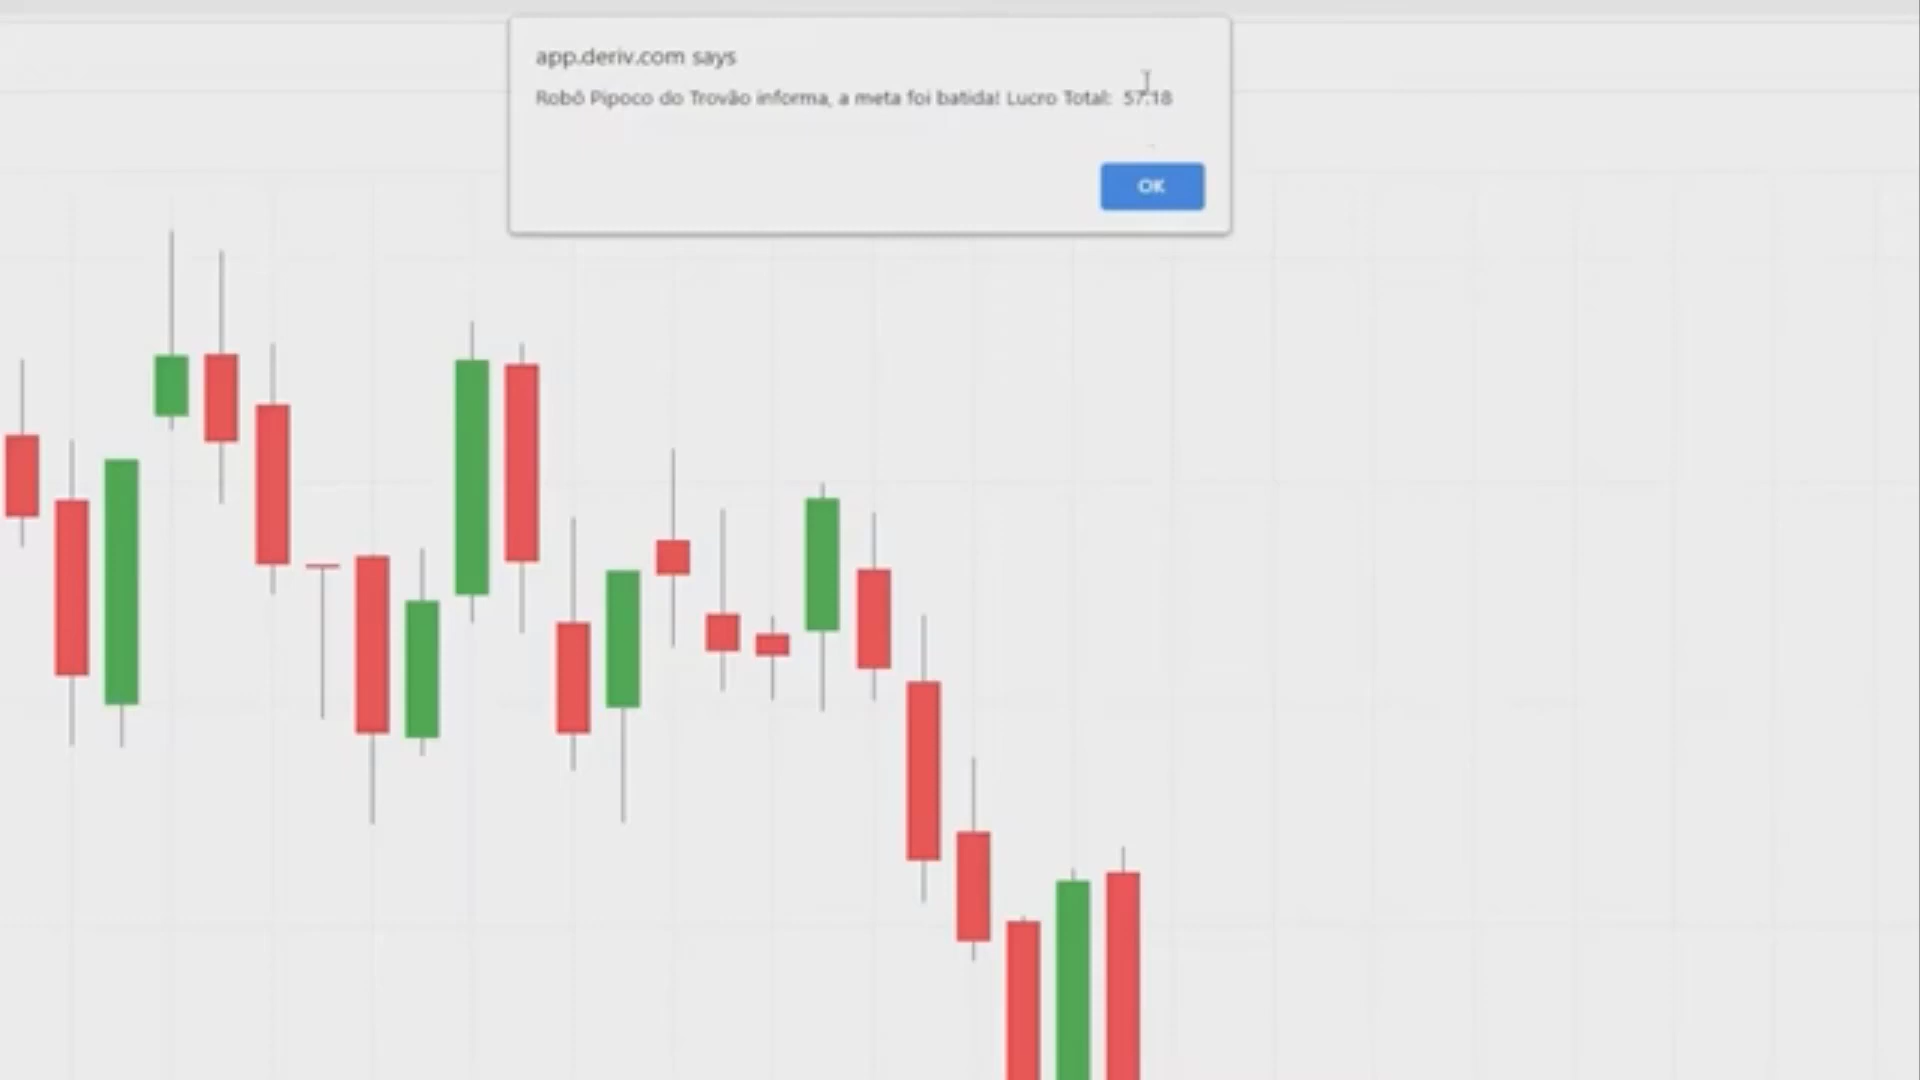 app.deriv.com says
Robô Pipoco do Trovão informa, a meta foi batida! Lucro Total: 57.18
OK